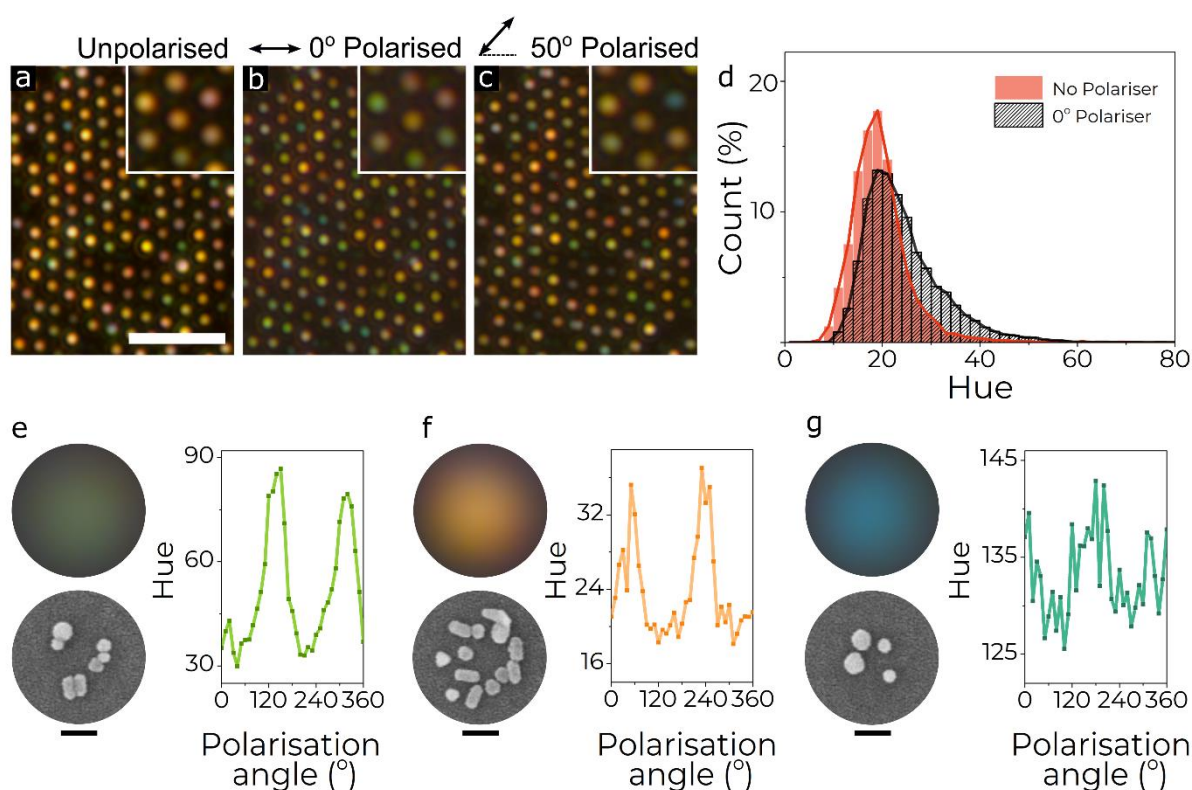 Unpolarised
0° Polarised
50° Polarised
a
b
c
d
20
10
Count (%)
No Polariser
0° Polariser
0
20
40
60
80
Hue
e
90
60
30
Hue
0
120
240
360
Polarisation
angle (°)
f
32
24
16
Hue
0
120
240
360
Polarisation
angle (°)
g
145
135
125
Hue
0
120
240
360
Polarisation
angle (°)